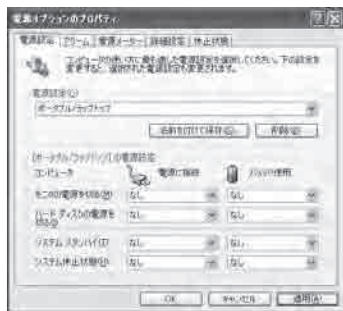 電源オプションのプロパティ
電源設定 アラーム 電源メーター 詳細設定 休止状態
コンピュータの使い方に最も適した電源設定を選択してください。下の設定を
変更すると、選択された電源設定も変更されます。
電源設定(C)
ポータブル/ラップトップ
名前を付けて保存(S)... 削除(D)
[ポータブル/ラップトップ]の電源設定
コンピュータ 電源に接続 バッテリ使用
モニタの電源を切る(M) なし なし
ハード ディスクの電源を
切る(I) なし なし
システム スタンバイ(T) なし なし
システム休止状態(H) なし なし
OK キャンセル 適用(A)